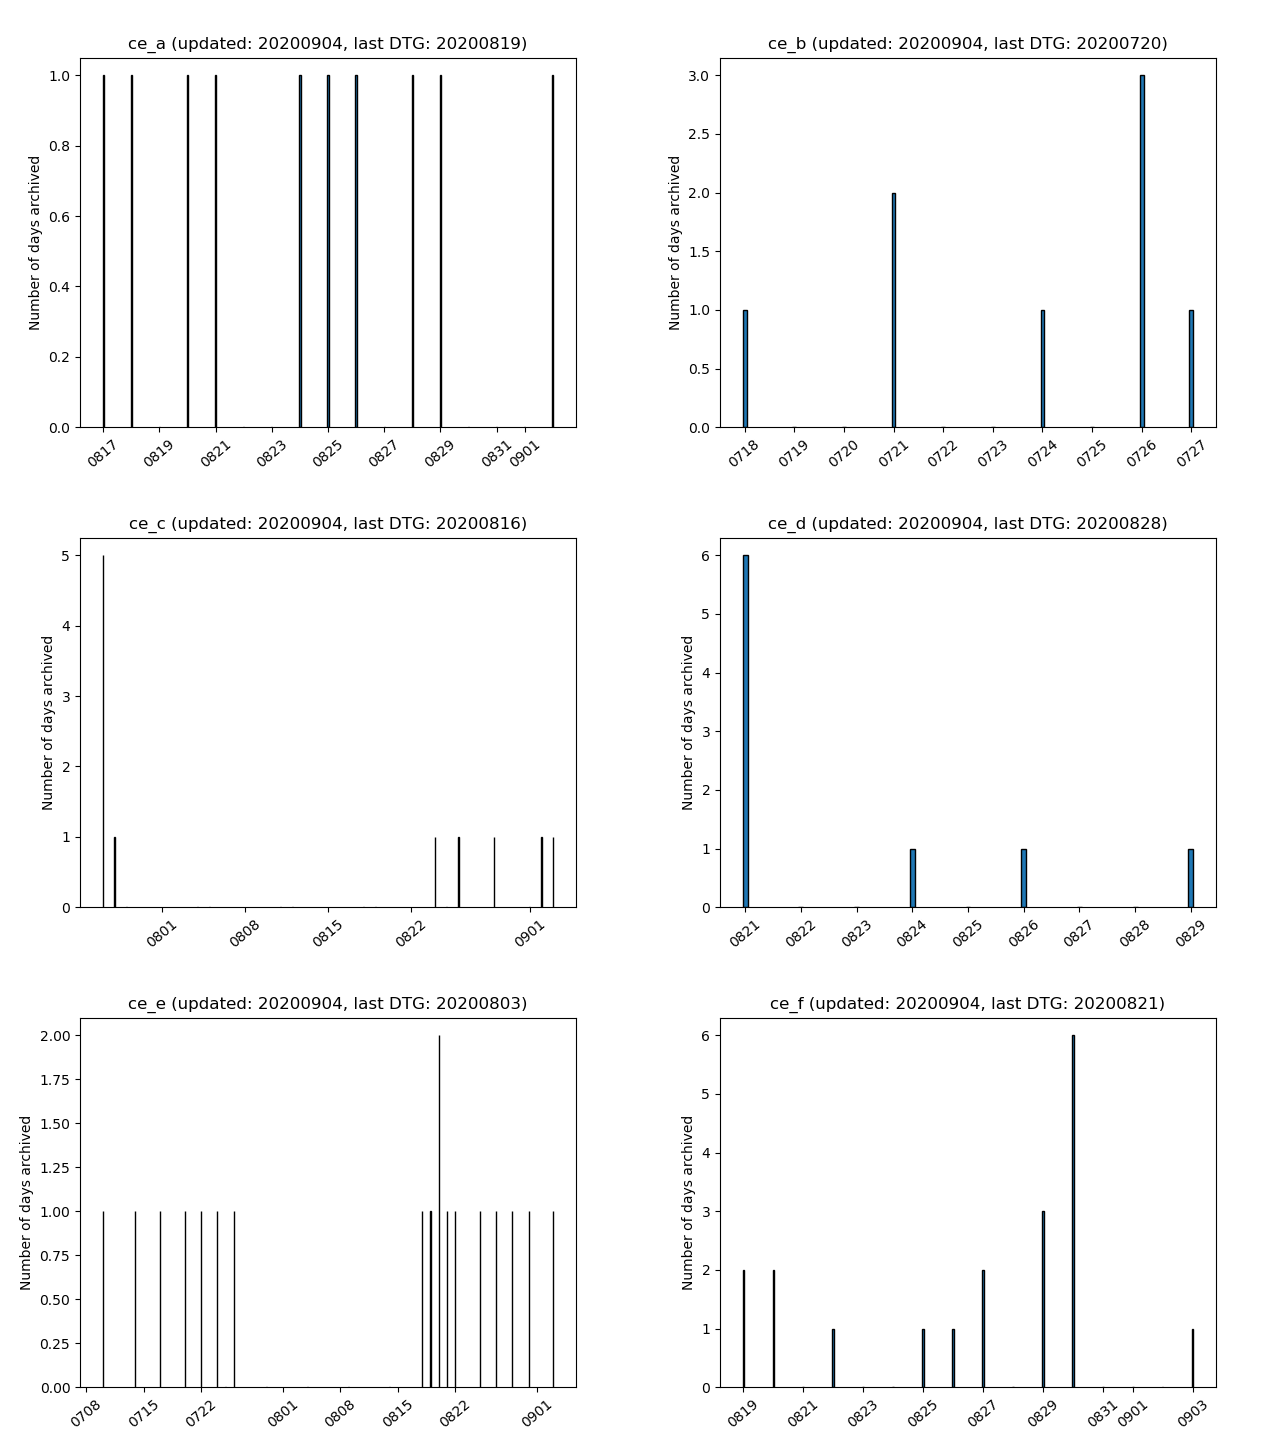 ce_a (updated: 20200904, last DTG: 20200819)
Number of days archived
1.0
0.8
0.6
0.4
0.2
0.0
0817 0819 0821 0823 0825 0827 0829 0831 0901
ce_b (updated: 20200904, last DTG: 20200720)
Number of days archived
3.0
2.5
2.0
1.5
1.0
0.5
0.0
0718 0719 0720 0721 0722 0723 0724 0725 0726 0727
ce_c (updated: 20200904, last DTG: 20200816)
Number of days archived
5
4
3
2
1
0
0801 0808 0815 0822 0901
ce_d (updated: 20200904, last DTG: 20200828)
Number of days archived
6
5
4
3
2
1
0
0821 0822 0823 0824 0825 0826 0827 0828 0829
ce_e (updated: 20200904, last DTG: 20200803)
Number of days archived
2.00
1.75
1.50
1.25
1.00
0.75
0.50
0.25
0.00
0708 0715 0722 0801 0808 0815 0822 0901
ce_f (updated: 20200904, last DTG: 20200821)
Number of days archived
6
5
4
3
2
1
0
0819 0821 0823 0825 0827 0829 0831 0901 0903